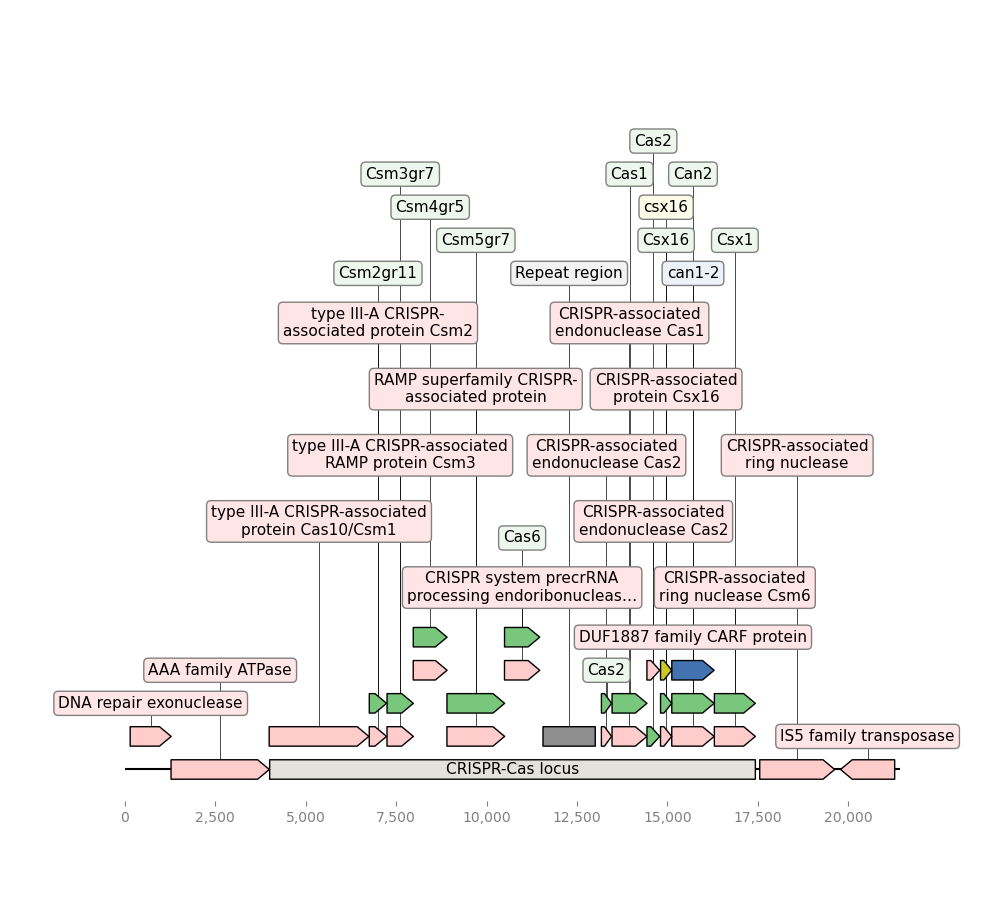 Cas2
Csm3gr7
Cas1
Can2
Csm4gr5
csx16
Csm5gr7
Csx16
Csx1
Csm2gr11
Repeat region
can1-2
type III-A CRISPR-
associated protein Csm2
CRISPR-associated
endonuclease Cas1
RAMP superfamily CRISPR-
associated protein
CRISPR-associated
protein Csx16
type III-A CRISPR-associated
RAMP protein Csm3
CRISPR-associated
endonuclease Cas2
CRISPR-associated
ring nuclease
type III-A CRISPR-associated
protein Cas10/Csm1
CRISPR-associated
endonuclease Cas2
Cas6
CRISPR system precrRNA
processing endoribonucleas...
CRISPR-associated
ring nuclease Csm6
DUF1887 family CARF protein
AAA family ATPase
Cas2
DNA repair exonuclease
IS5 family transposase
CRISPR-Cas locus
0
2,500
5,000
7,500
10,000
12,500
15,000
17,500
20,000